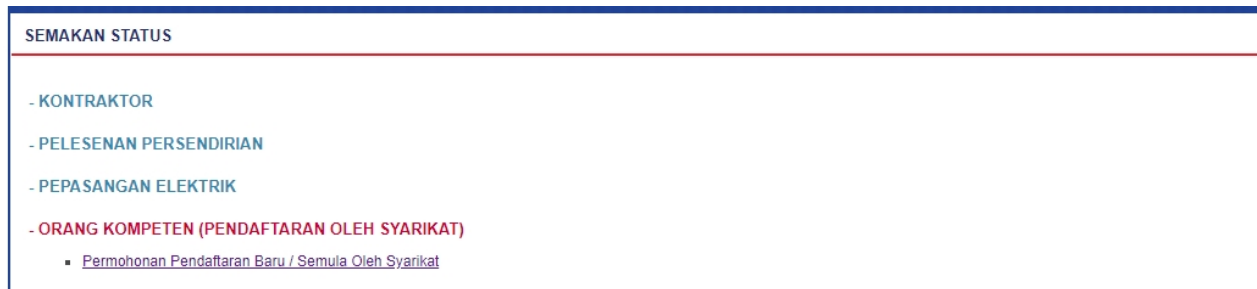 SEMAKAN STATUS
- KONTRAKTOR
- PELESENAN PERSENDIRIAN
- PEPASANGAN ELEKTRIK
- ORANG KOMPETEN (PENDAFTARAN OLEH SYARIKAT)
▪ Permohonan Pendaftaran Baru / Semula Oleh Syarikat